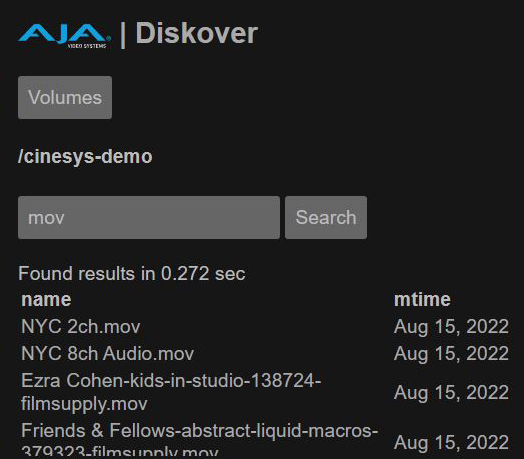 AJA® | Diskover
VIDEO SYSTEMS
Volumes
/cinesys-demo
mov Search
Found results in 0.272 sec
name mtime
NYC 2ch.mov Aug 15, 2022
NYC 8ch Audio.mov Aug 15, 2022
Ezra Cohen-kids-in-studio-138724-
filmsupply.mov Aug 15, 2022
Friends & Fellows-abstract-liquid-macros-
379323-filmsupply.mov Aug 15, 2022